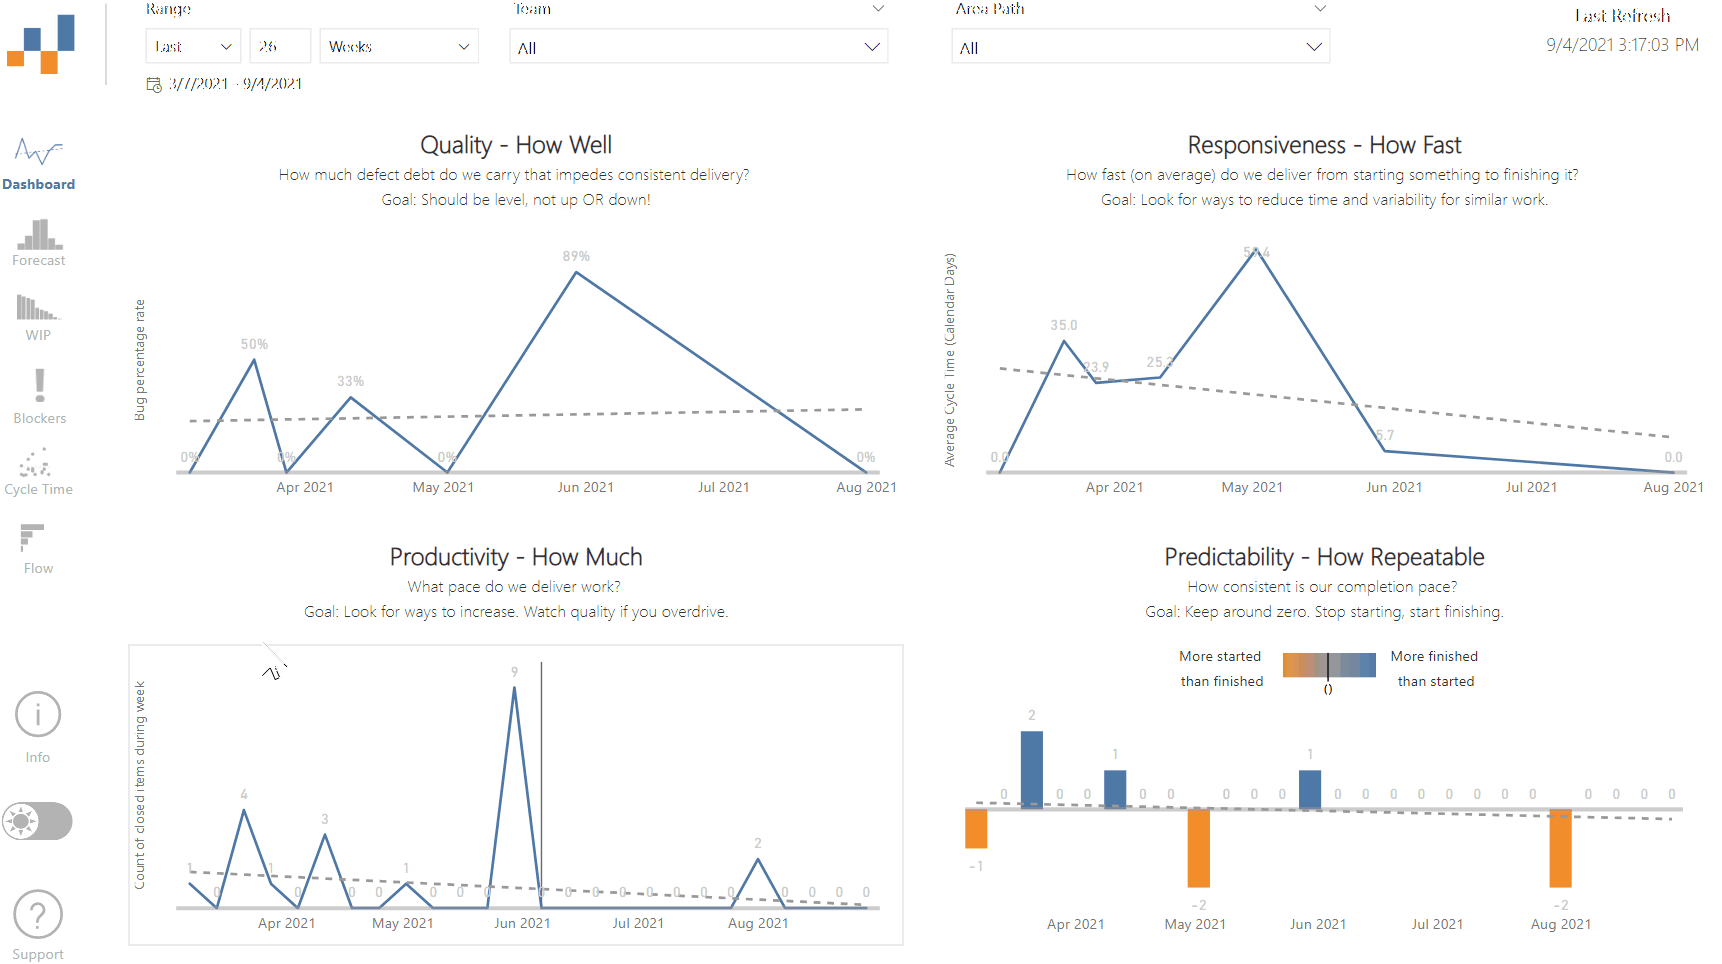 Range
Team
Area Path
Last Refresh
Last
26
Weeks
All
All
9/4/2021 3:17:03 PM
3/7/2021 - 9/4/2021
Dashboard
Forecast
WIP
Blockers
Cycle Time
Flow
Info
Support
Quality - How Well
How much defect debt do we carry that impedes consistent delivery?
Goal: Should be level, not up OR down!
Bug percentage rate
0% 50% 0% 33% 0% 89% 0%
Apr 2021 May 2021 Jun 2021 Jul 2021 Aug 2021
Responsiveness - How Fast
How fast (on average) do we deliver from starting something to finishing it?
Goal: Look for ways to reduce time and variability for similar work.
Average Cycle Time (Calendar Days)
0.0 35.0 23.9 25.3 59.4 5.7 0.0
Apr 2021 May 2021 Jun 2021 Jul 2021 Aug 2021
Productivity - How Much
What pace do we deliver work?
Goal: Look for ways to increase. Watch quality if you overdrive.
Count of closed items during week
1 0 4 1 0 3 0 0 1 0 0 0 9 0 0 0 0 0 0 0 0 2 0 0 0 0
Apr 2021 May 2021 Jun 2021 Jul 2021 Aug 2021
Predictability - How Repeatable
How consistent is our completion pace?
Goal: Keep around zero. Stop starting, start finishing.
More started
than finished
More finished
than started
0
-1 0 2 0 0 1 0 0 -2 0 0 0 1 0 0 0 0 0 0 0 0 -2 0 0 0 0
Apr 2021 May 2021 Jun 2021 Jul 2021 Aug 2021